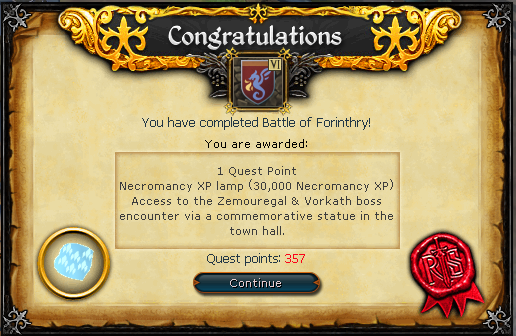 Congratulations
VI
You have completed Battle of Forinthry!
You are awarded:
1 Quest Point
Necromancy XP lamp (30,000 Necromancy XP)
Access to the Zemouregal & Vorkath boss
encounter via a commemorative statue in the
town hall.
Quest points: 357
RS
Continue